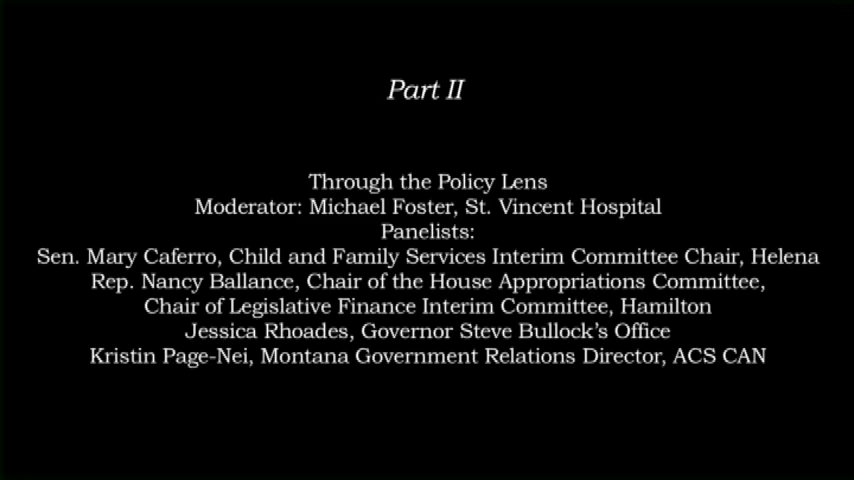 Part II
Through the Policy Lens
Moderator: Michael Foster, St. Vincent Hospital
Panelists:
Sen. Mary Caferro, Child and Family Services Interim Committee Chair, Helena
Rep. Nancy Ballance, Chair of the House Appropriations Committee,
Chair of Legislative Finance Interim Committee, Hamilton
Jessica Rhoades, Governor Steve Bullock's Office
Kristin Page-Nei, Montana Government Relations Director, ACS CAN